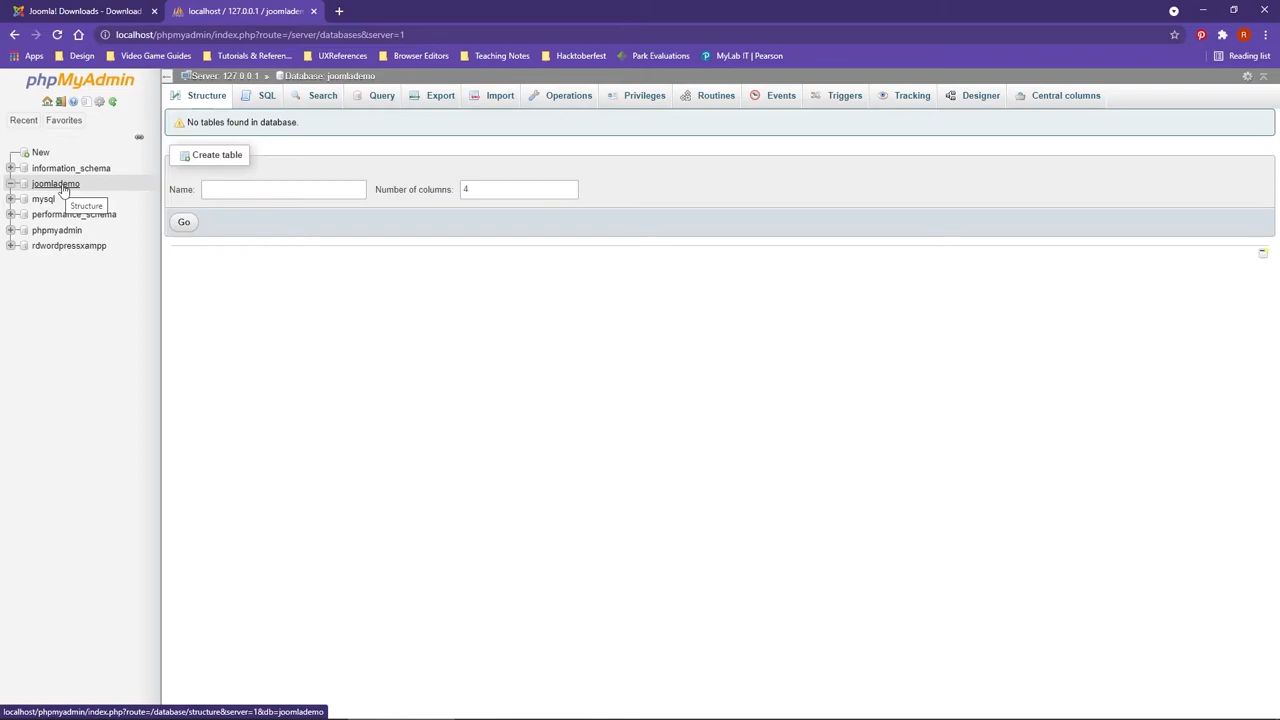 Joomla! Downloads - Download
localhost / 127.0.0.1 / joomlademo
localhost/phpmyadmin/index.php?route=/server/databases&server=1
R
Apps
Design
Video Game Guides
Tutorials & Referen...
UXReferences
Browser Editors
Teaching Notes
Hacktoberfest
Park Evaluations
MyLab IT | Pearson
Reading list
phpMyAdmin
Server: 127.0.0.1 » Database: joomlademo
Structure
SQL
Search
Query
Export
Import
Operations
Privileges
Routines
Events
Triggers
Tracking
Designer
Central columns
Recent
Favorites
No tables found in database.
New
information_schema
joomlademo
mysql
Structure
performance_schema
phpmyadmin
rdwordpressxampp
Create table
Name:
Number of columns: 4
Go
localhost/phpmyadmin/index.php?route=/database/structure&server=1&db=joomlademo